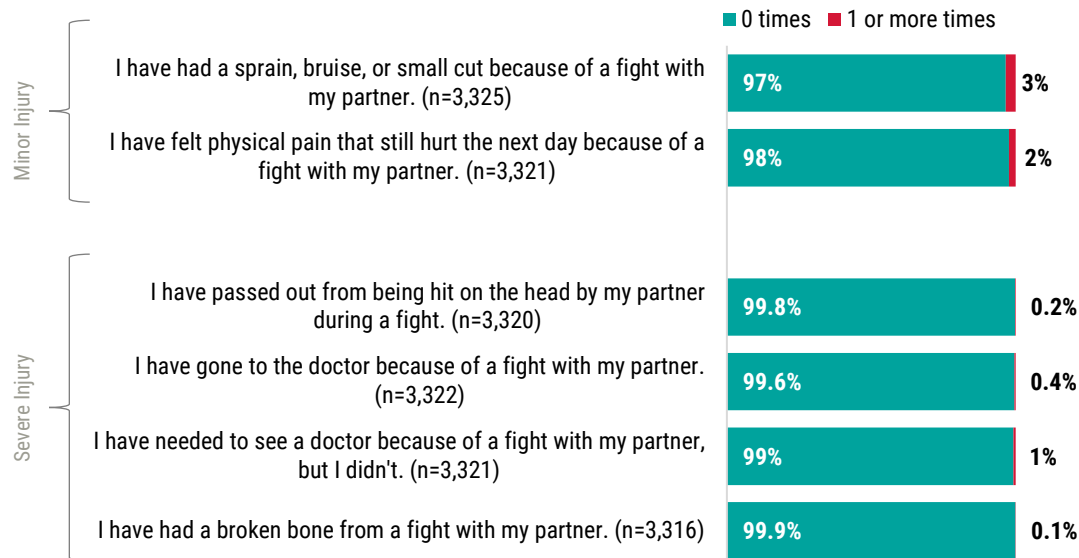 0 times 1 or more times
Minor Injury
I have had a sprain, bruise, or small cut because of a fight with
my partner. (n=3,325)
97% 3%
I have felt physical pain that still hurt the next day because of a
fight with my partner. (n=3,321)
98% 2%
Severe Injury
I have passed out from being hit on the head by my partner
during a fight. (n=3,320)
99.8% 0.2%
I have gone to the doctor because of a fight with my partner.
(n=3,322)
99.6% 0.4%
I have needed to see a doctor because of a fight with my partner,
but I didn't. (n=3,321)
99% 1%
I have had a broken bone from a fight with my partner. (n=3,316)
99.9% 0.1%